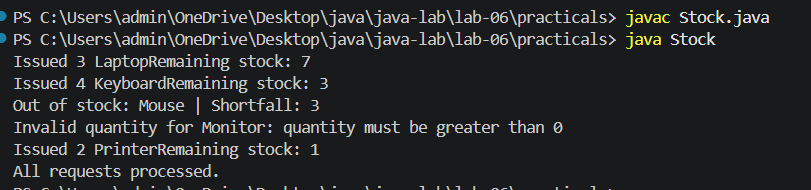 PS C:\Users\admin\OneDrive\Desktop\java\java-lab\lab-06\practicals> javac Stock.java
PS C:\Users\admin\OneDrive\Desktop\java\java-lab\lab-06\practicals> java Stock
Issued 3 LaptopRemaining stock: 7
Issued 4 KeyboardRemaining stock: 3
Out of stock: Mouse | Shortfall: 3
Invalid quantity for Monitor: quantity must be greater than 0
Issued 2 PrinterRemaining stock: 1
All requests processed.